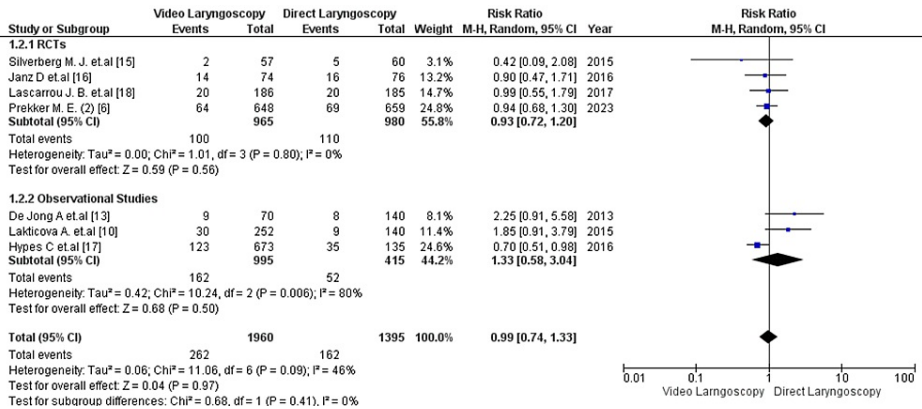 Video Laryngoscopy Direct Laryngoscopy Risk Ratio Risk Ratio
Study or Subgroup Events Total Events Total Weight M-H, Random, 95% CI Year M-H, Random, 95% CI
1.2.1 RCTs
Silverberg M. J. et.al [15] 2 57 5 60 3.1% 0.42 [0.09, 2.08] 2015
Janz D et.al [16] 14 74 16 76 13.2% 0.90 [0.47, 1.71] 2016
Lascarrou J. B. et.al [18] 20 186 20 185 14.7% 0.99 [0.55, 1.79] 2017
Prekker M. E. (2) [6] 64 648 69 659 24.8% 0.94 [0.68, 1.30] 2023
Subtotal (95% CI) 965 980 55.8% 0.93 [0.72, 1.20]
Total events 100 110
Heterogeneity: Tau² = 0.00; Chi² = 1.01, df = 3 (P = 0.80); I² = 0%
Test for overall effect: Z = 0.59 (P = 0.56)
1.2.2 Observational Studies
De Jong A et.al [13] 9 70 8 140 8.1% 2.25 [0.91, 5.58] 2013
Lakticova A. et.al [10] 30 252 9 140 11.4% 1.85 [0.91, 3.79] 2015
Hypes C et.al [17] 123 673 35 135 24.6% 0.70 [0.51, 0.98] 2016
Subtotal (95% CI) 995 415 44.2% 1.33 [0.58, 3.04]
Total events 162 52
Heterogeneity: Tau² = 0.42; Chi² = 10.24, df = 2 (P = 0.006); I² = 80%
Test for overall effect: Z = 0.68 (P = 0.50)
Total (95% CI) 1960 1395 100.0% 0.99 [0.74, 1.33]
Total events 262 162
Heterogeneity: Tau² = 0.06; Chi² = 11.06, df = 6 (P = 0.09); I² = 46%
Test for overall effect: Z = 0.04 (P = 0.97)
Test for subgroup differences: Chi² = 0.68, df = 1 (P = 0.41), I² = 0%
0.01 0.1 1 10 100
Video Laryngoscopy Direct Laryngoscopy